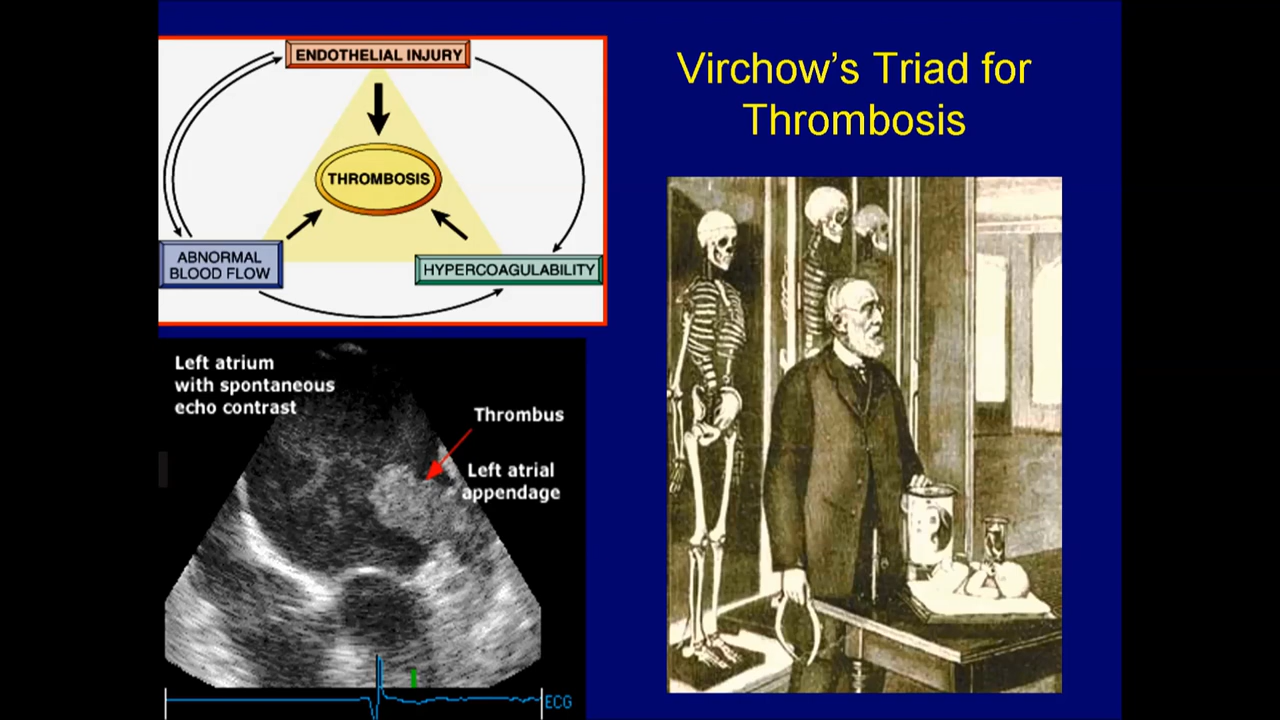 ENDOTHELIAL INJURY
THROMBOSIS
ABNORMAL
BLOOD FLOW
HYPERCOAGULABILITY
Virchow's Triad for
Thrombosis
Left atrium
with spontaneous
echo contrast
Thrombus
Left atrial
appendage
ECG